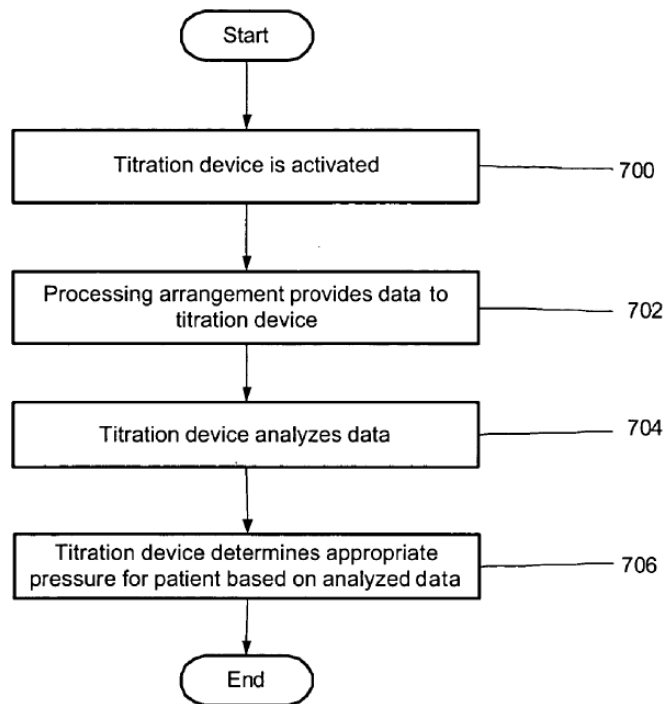 Start
Titration device is activated
700
Processing arrangement provides data to
titration device
702
Titration device analyzes data
704
Titration device determines appropriate
pressure for patient based on analyzed data
706
End